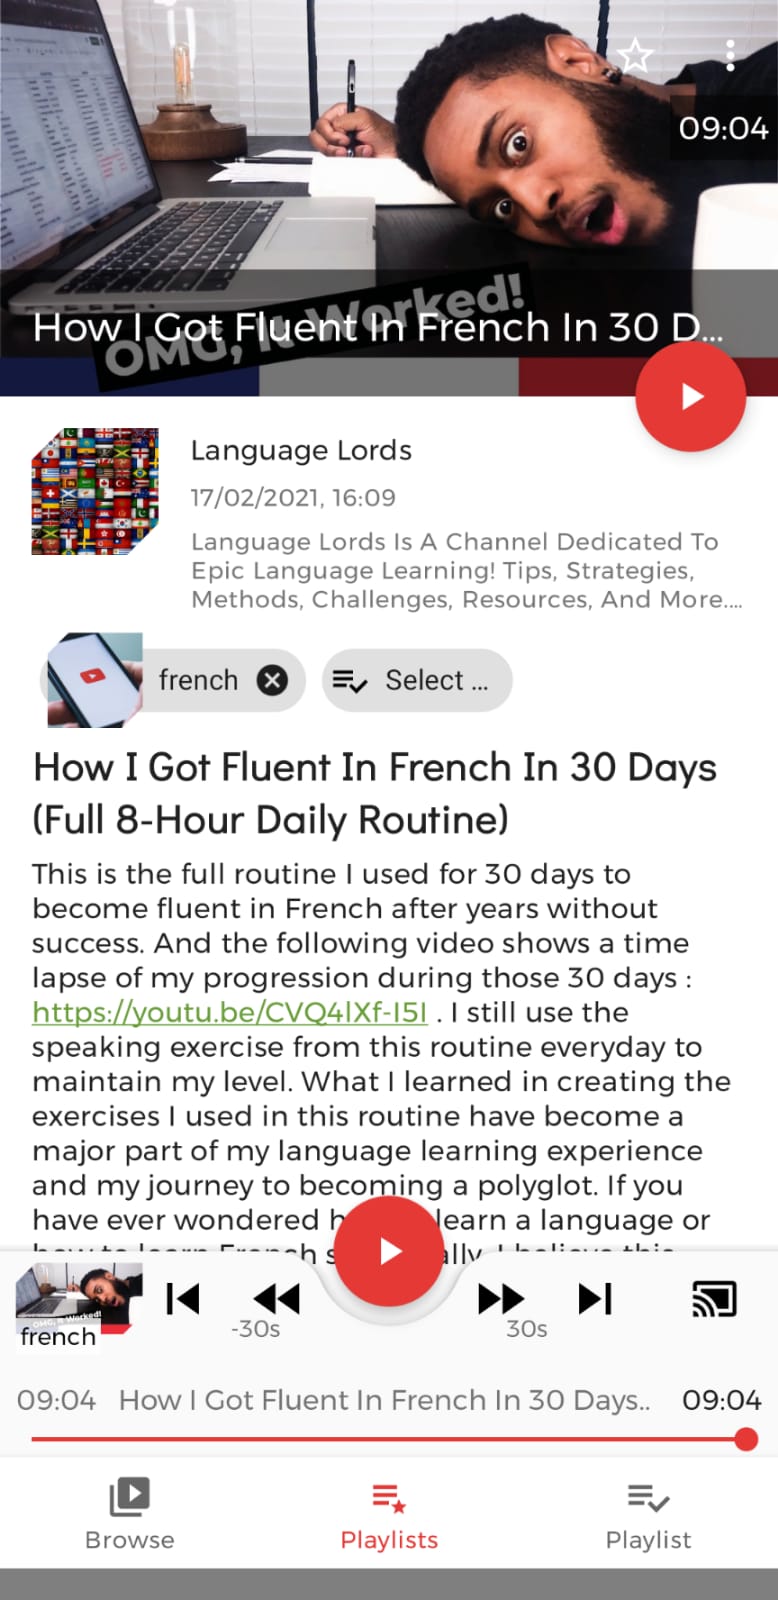 09:04
OMG, It Worked!
How I Got Fluent In French In 30 D...
Language Lords
17/02/2021, 16:09
Language Lords Is A Channel Dedicated To
Epic Language Learning! Tips, Strategies,
Methods, Challenges, Resources, And More....
french
Select ...
How I Got Fluent In French In 30 Days
(Full 8-Hour Daily Routine)
This is the full routine I used for 30 days to
become fluent in French after years without
success. And the following video shows a time
lapse of my progression during those 30 days :
https://youtu.be/CVQ4lXf-I5I . I still use the
speaking exercise from this routine everyday to
maintain my level. What I learned in creating the
exercises I used in this routine have become a
major part of my language learning experience
and my journey to becoming a polyglot. If you
have ever wondered learn a language or
OMG, It Worked!
french
-30s
30s
09:04 How I Got Fluent In French In 30 Days.. 09:04
Browse
Playlists
Playlist